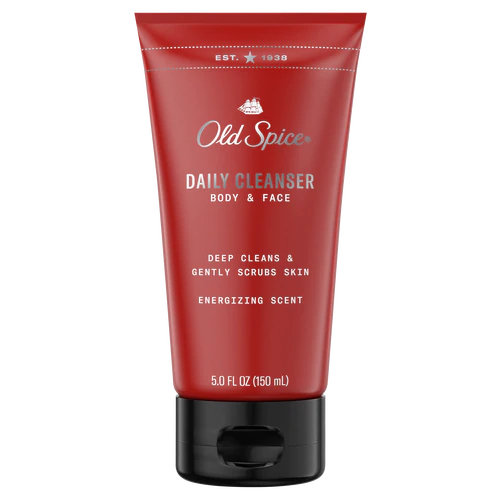 EST. ★ 1938
Old Spice®
DAILY CLEANSER
BODY & FACE
DEEP CLEANS &
GENTLY SCRUBS SKIN
ENERGIZING SCENT
5.0 FL OZ (150 mL)